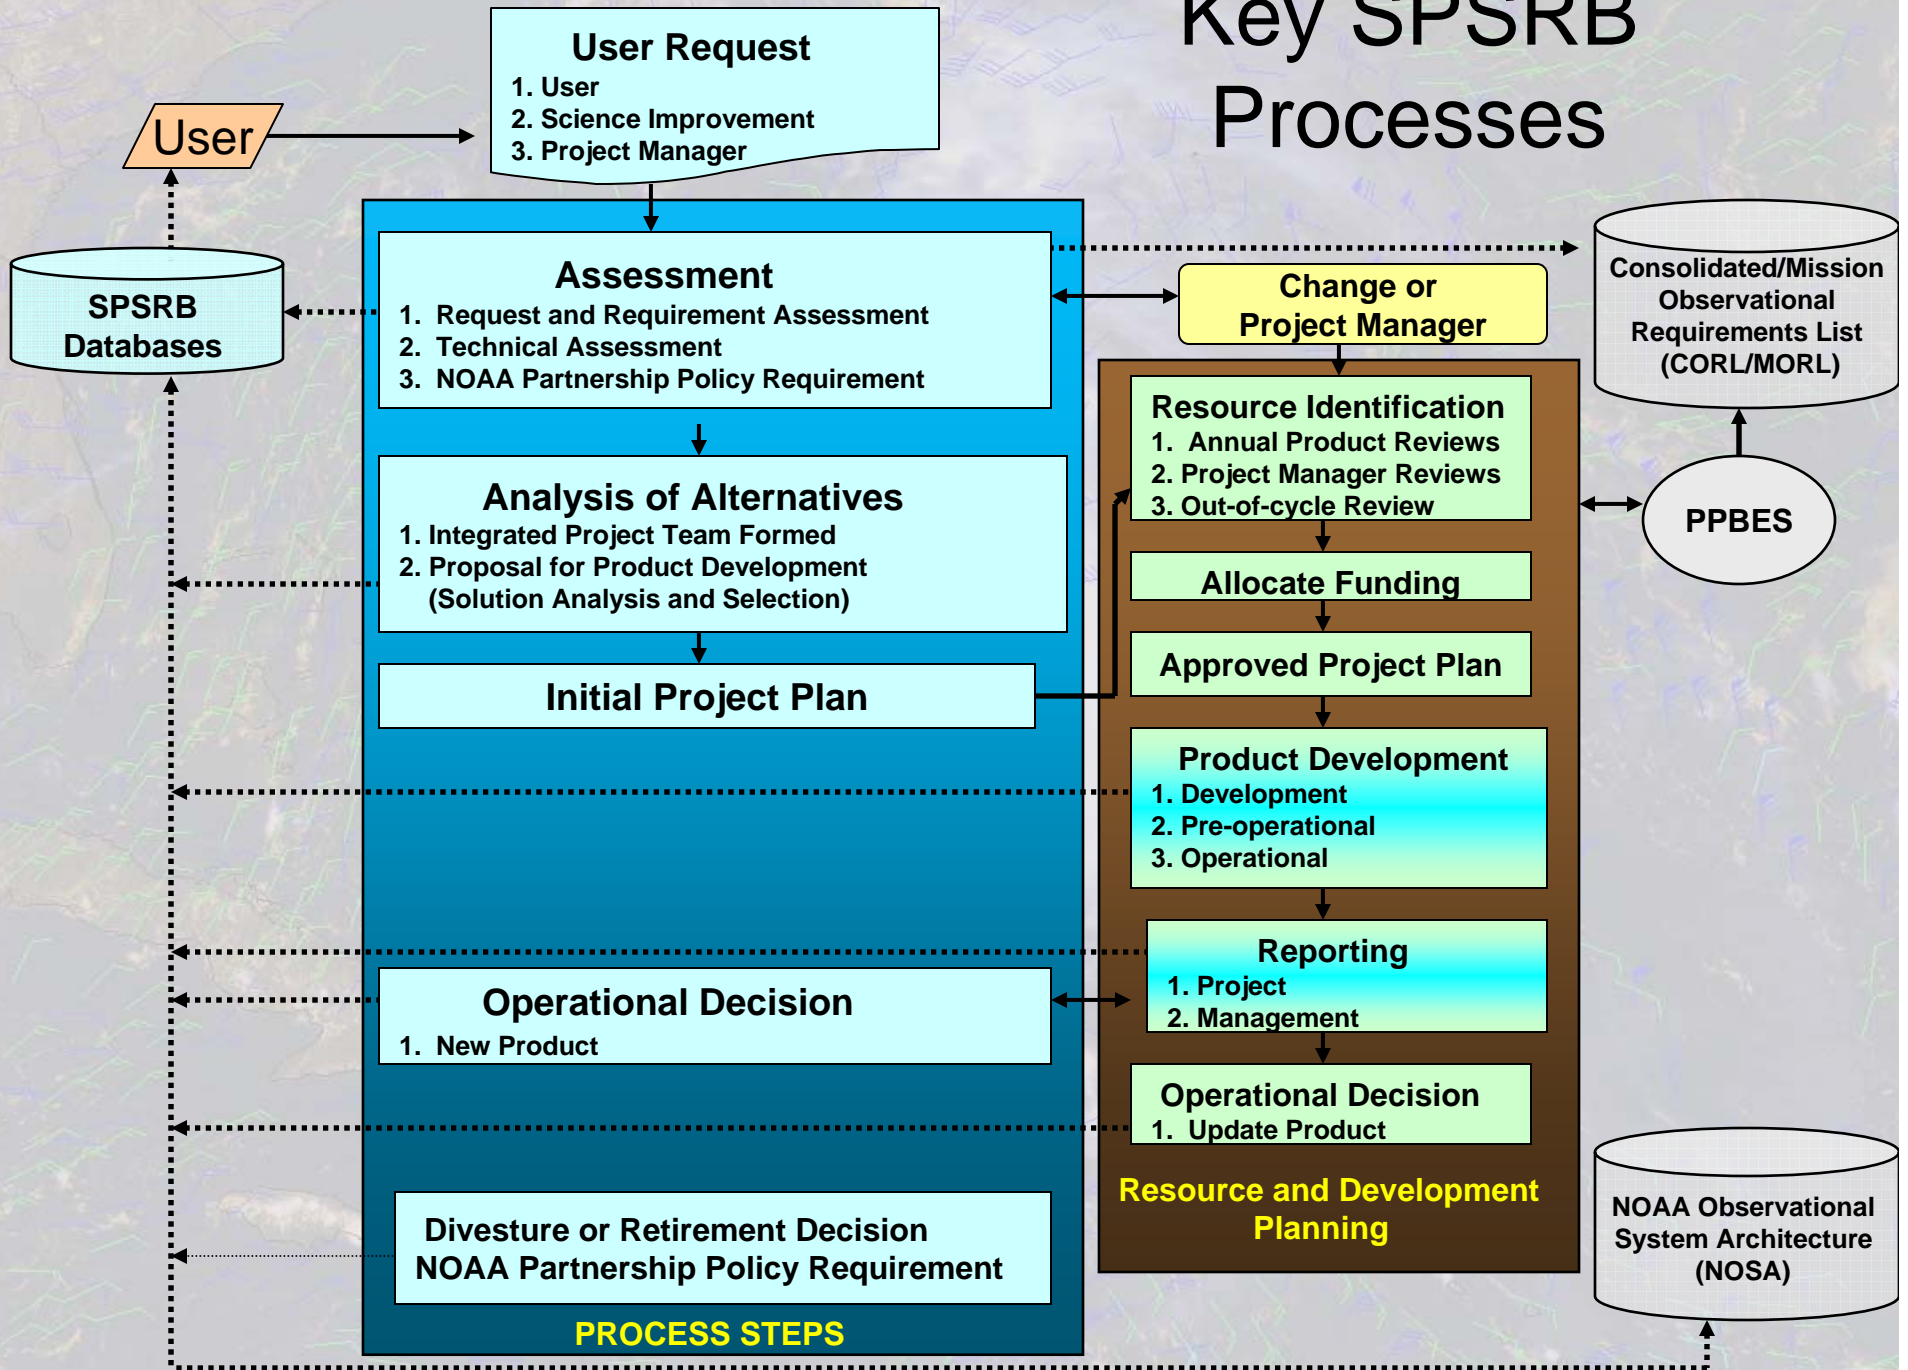 Key SPSRB
Processes
User Request
1. User
2. Science Improvement
3. Project Manager
User
SPSRB
Databases
Assessment
1. Request and Requirement Assessment
2. Technical Assessment
3. NOAA Partnership Policy Requirement
Change or
Project Manager
Consolidated/Mission
Observational
Requirements List
(CORL/MORL)
Analysis of Alternatives
1. Integrated Project Team Formed
2. Proposal for Product Development
(Solution Analysis and Selection)
Initial Project Plan
Resource Identification
1. Annual Product Reviews
2. Project Manager Reviews
3. Out-of-cycle Review
PPBES
Allocate Funding
Approved Project Plan
Product Development
1. Development
2. Pre-operational
3. Operational
Reporting
1. Project
2. Management
Operational Decision
1. New Product
Operational Decision
1. Update Product
Resource and Development
Planning
Divesture or Retirement Decision
NOAA Partnership Policy Requirement
PROCESS STEPS
NOAA Observational
System Architecture
(NOSA)